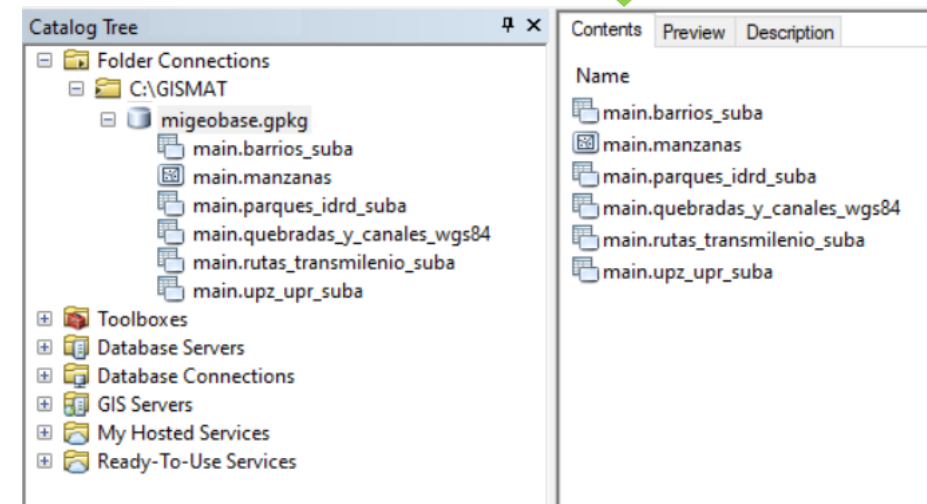 Catalog Tree
Folder Connections
C:\GISMAT
migeobase.gpkg
main.barrios_suba
main.manzanas
main.parques_idrd_suba
main.quebradas_y_canales_wgs84
main.rutas_transmilenio_suba
main.upz_upr_suba
Toolboxes
Database Servers
Database Connections
GIS Servers
My Hosted Services
Ready-To-Use Services
Contents Preview Description
Name
main.barrios_suba
main.manzanas
main.parques_idrd_suba
main.quebradas_y_canales_wgs84
main.rutas_transmilenio_suba
main.upz_upr_suba